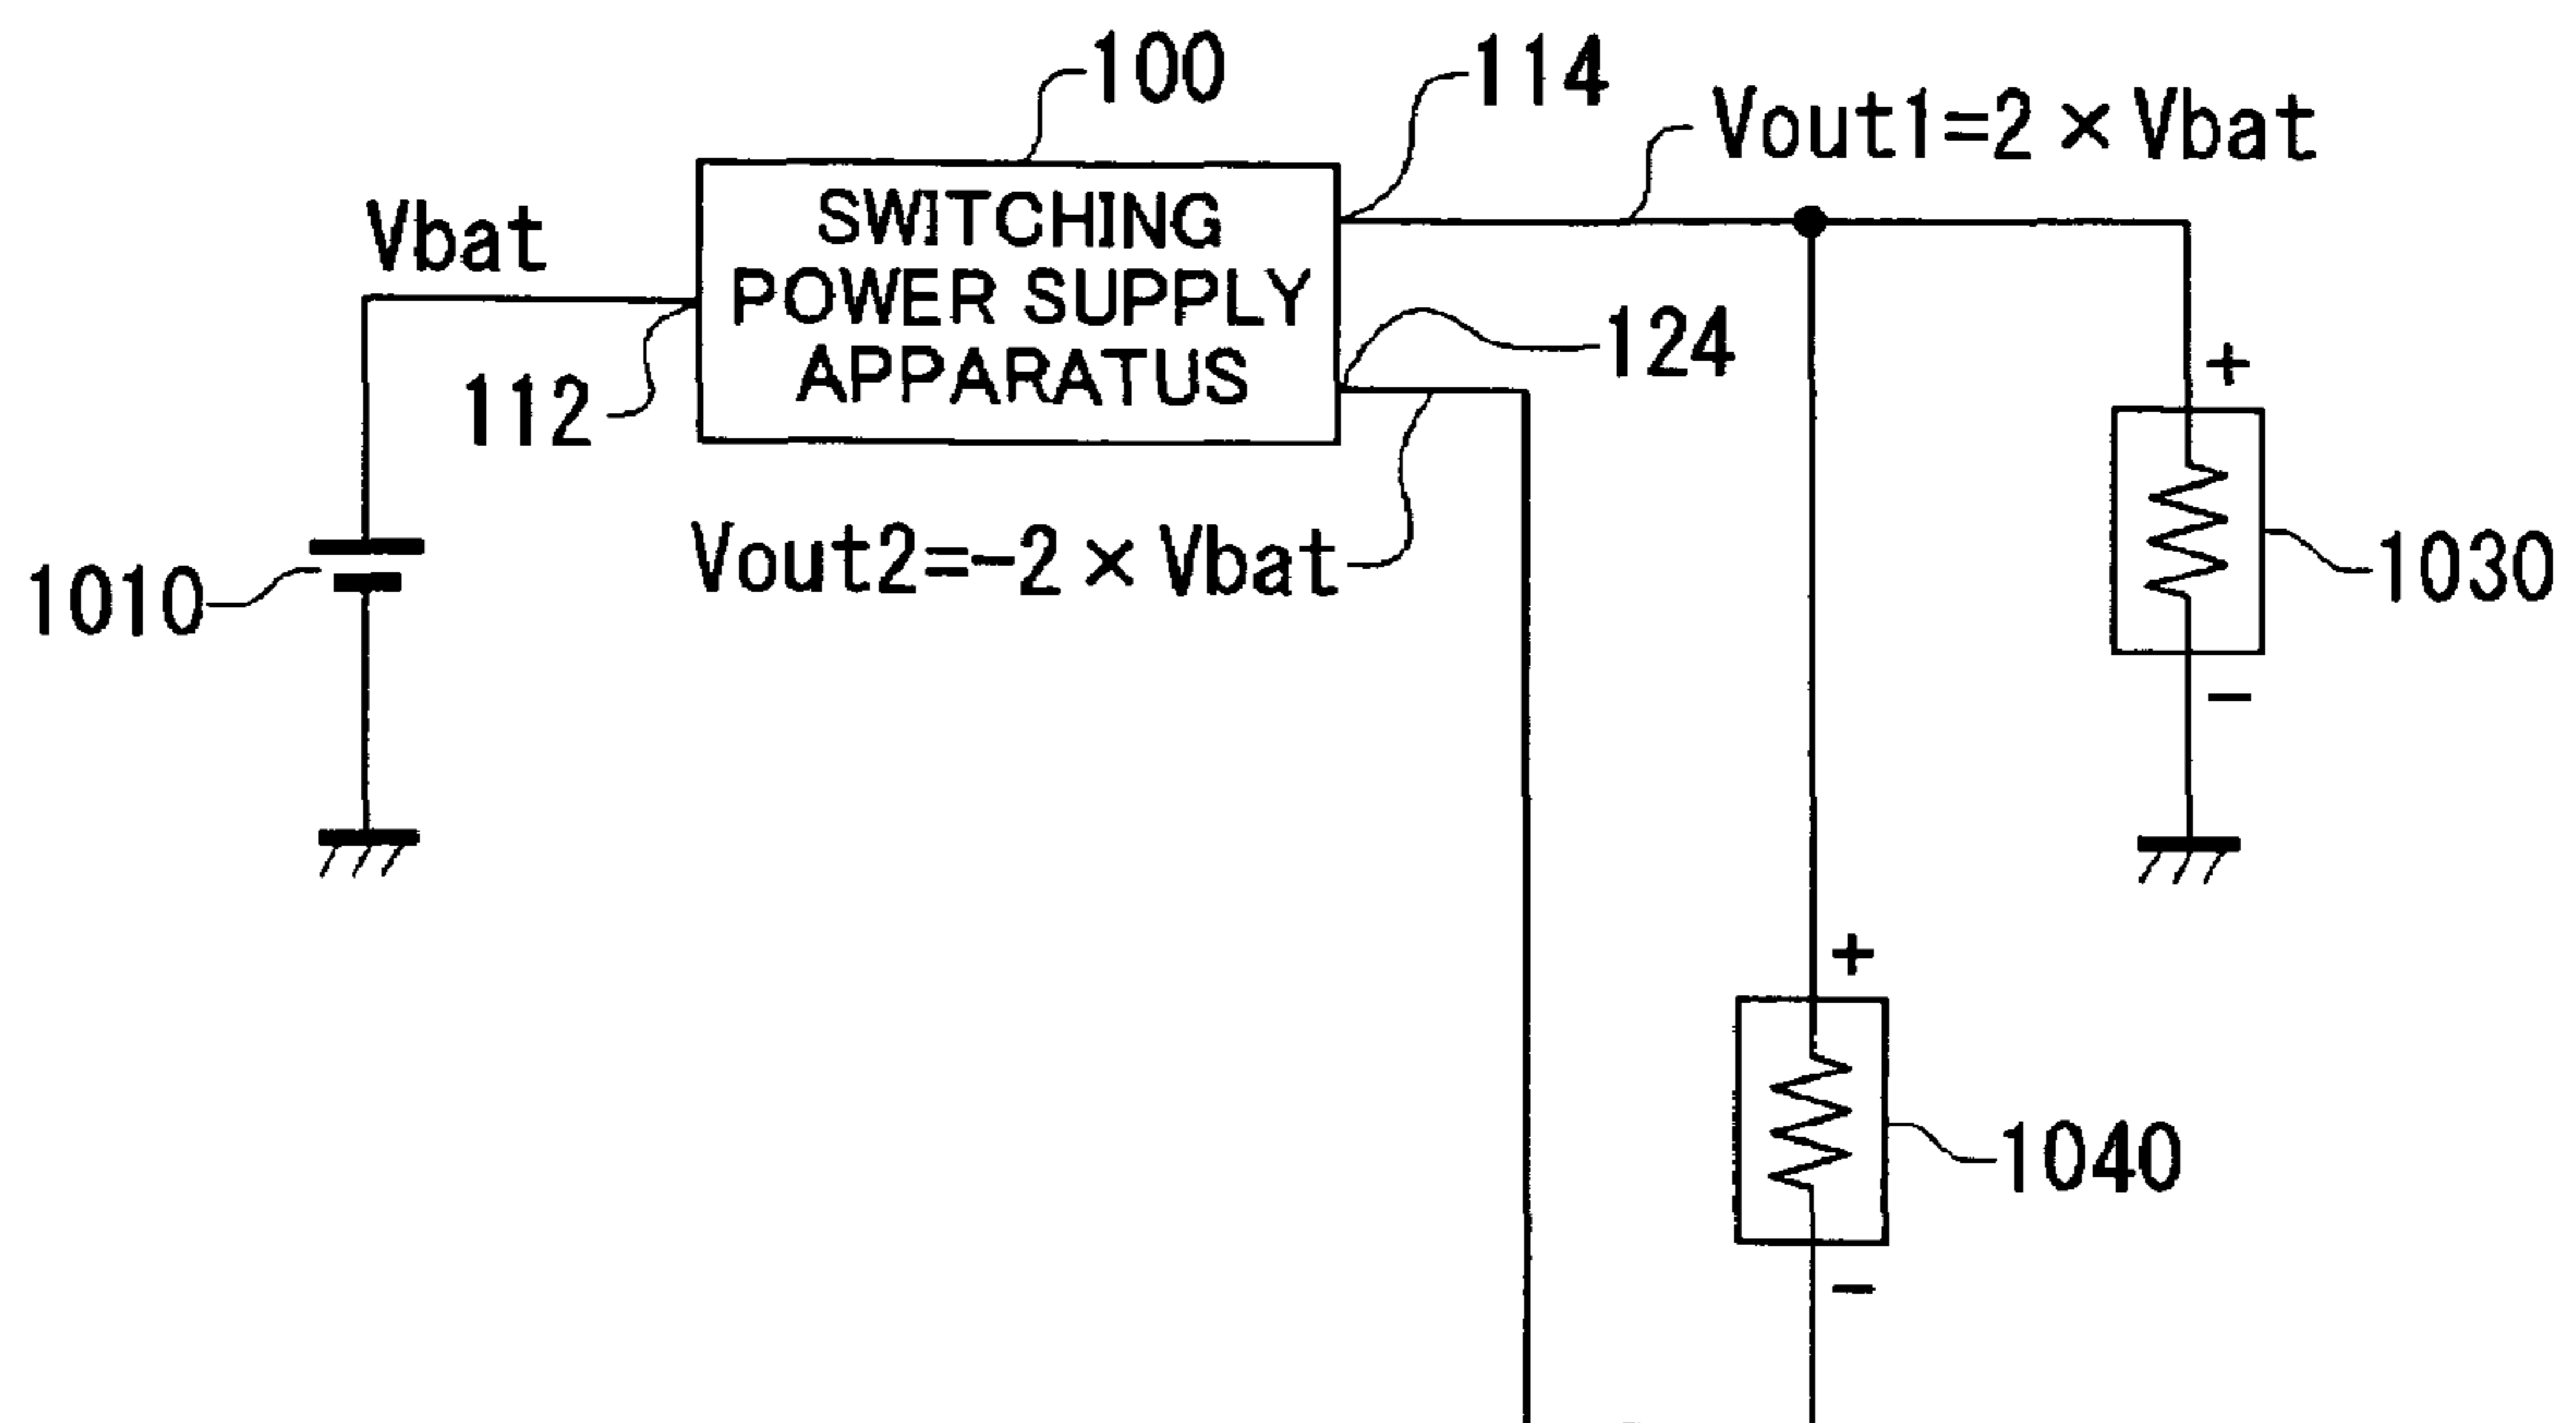 100
114
Vout1=2 × Vbat
Vbat
SWITCHING
POWER SUPPLY
APPARATUS
112
124
+
Vout2=-2 × Vbat
1010
1030
−
+
1040
−